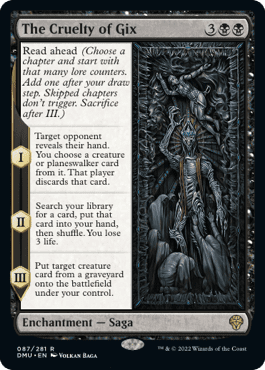 The Cruelty of Gix 3
Read ahead (Choose a
chapter and start with
that many lore counters.
Add one after your draw
step. Skipped chapters
don't trigger. Sacrifice
after III.)
I
Target opponent
reveals their hand.
You choose a creature
or planeswalker card
from it. That player
discards that card.
II
Search your library
for a card, put that
card into your hand,
then shuffle. You lose
3 life.
III
Put target creature
card from a graveyard
onto the battlefield
under your control.
Enchantment — Saga
087/281 R
DMU • EN VOLKAN BAGA
™ & © 2022 Wizards of the Coast